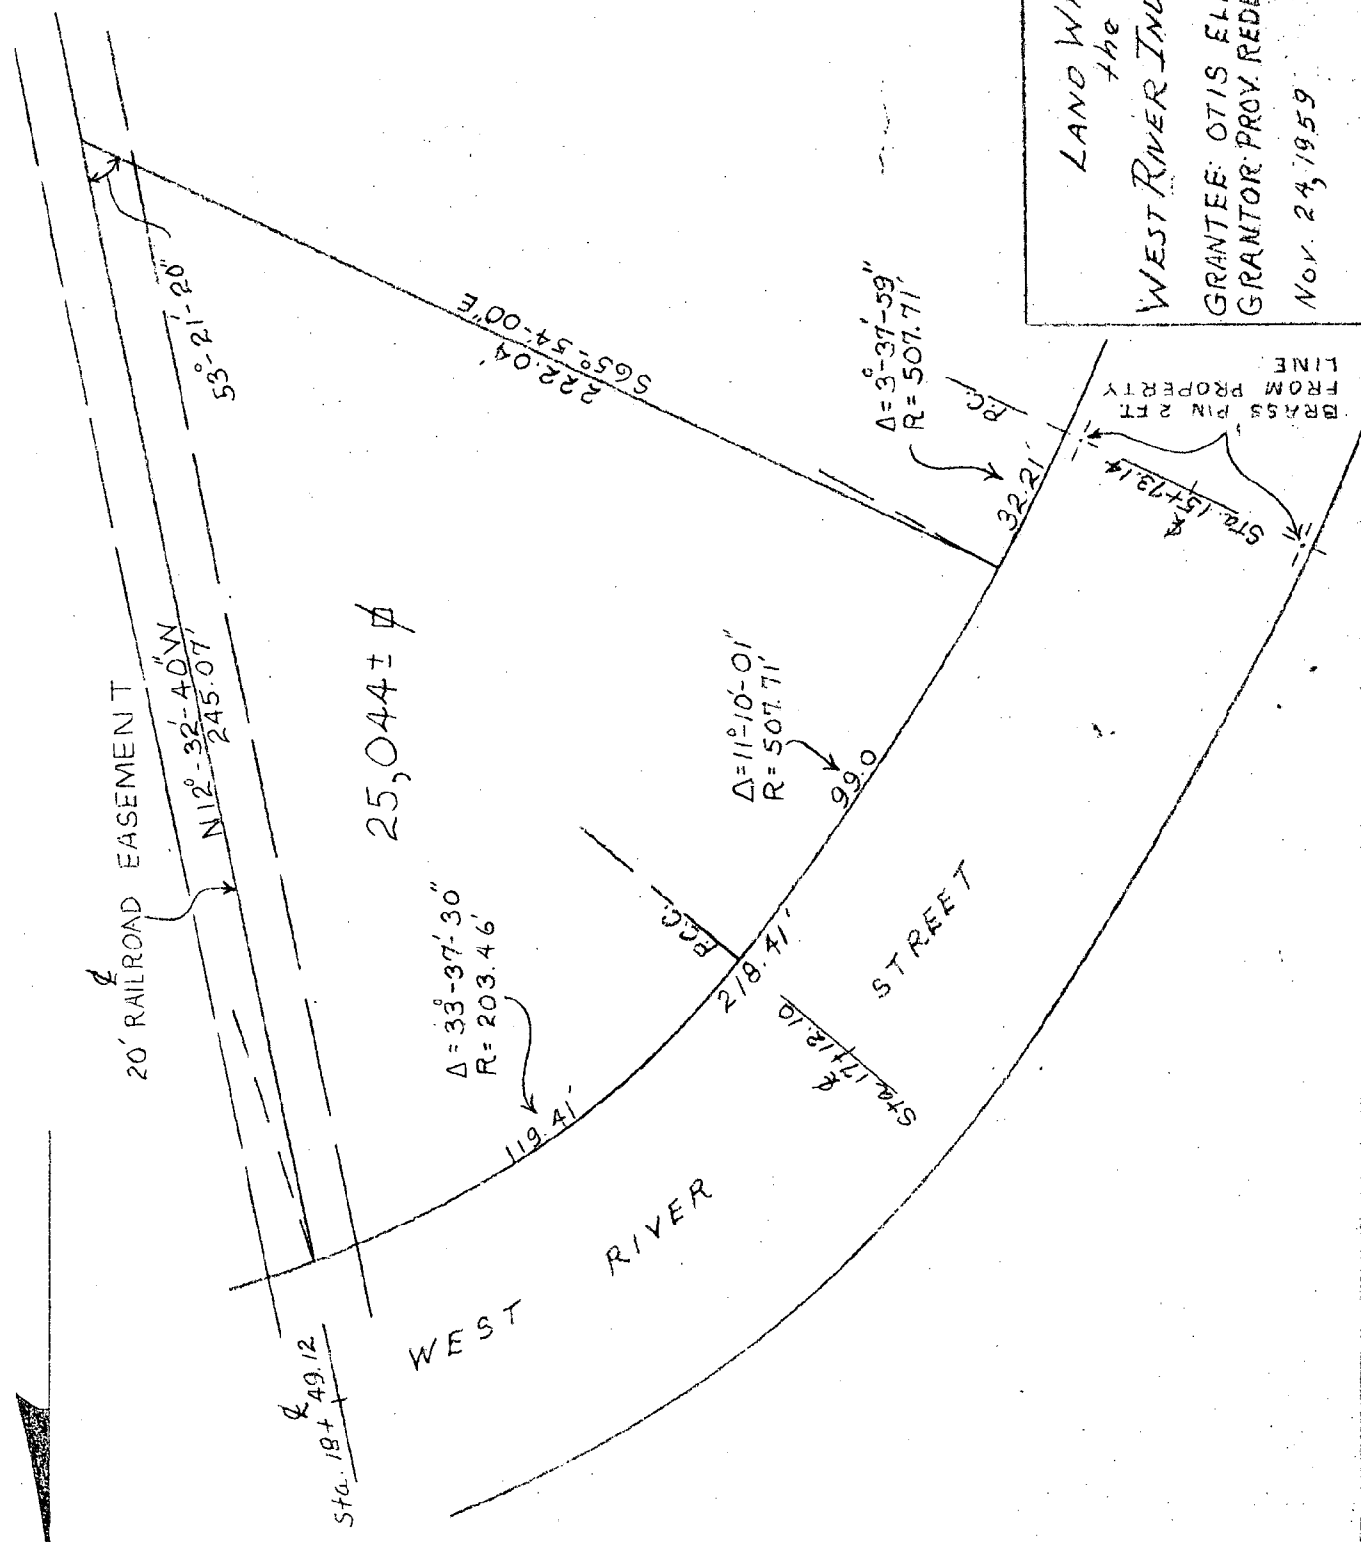 20' RAILROAD EASEMENT
N12°-32'-40"W
245.07'
53°-21'-20"
222.04'
S65°-54'-00"E
25,044±
Δ=33°-37'-30"
R=203.46'
119.41'
P.C.C.
218.41'
Δ=11°-10'-01"
R=507.71'
99.0
Δ=3°-37'-59"
R=507.71'
32.21'
P.C.
Sta. 18+49.12
Sta. 17+12.10
Sta. 15+73.14
WEST RIVER STREET
BRASS PIN 2 FT.
FROM PROPERTY
LINE
LAND
the
WEST RIVER
GRANTEE: OTIS
GRANTOR: PROV.
Nov. 24, 1959